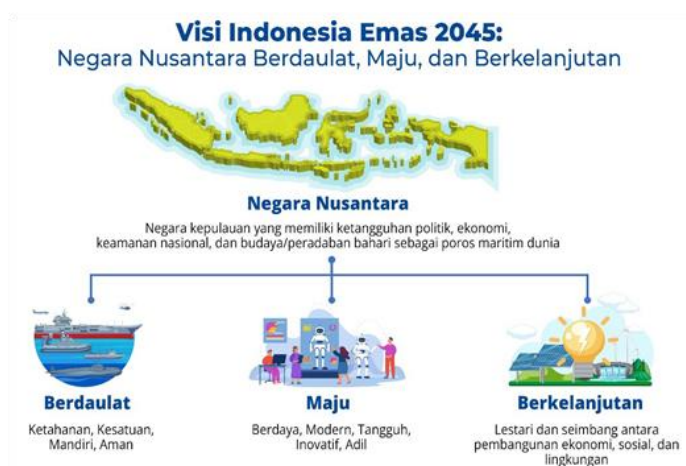 Visi Indonesia Emas 2045:
Negara Nusantara Berdaulat, Maju, dan Berkelanjutan
Negara Nusantara
Negara kepulauan yang memiliki ketangguhan politik, ekonomi,
keamanan nasional, dan budaya/peradaban bahari sebagai poros maritim dunia
Berdaulat
Ketahanan, Kesatuan,
Mandiri, Aman
Maju
Berdaya, Modern, Tangguh,
Inovatif, Adil
Berkelanjutan
Lestari dan seimbang antara
pembangunan ekonomi, sosial, dan
lingkungan